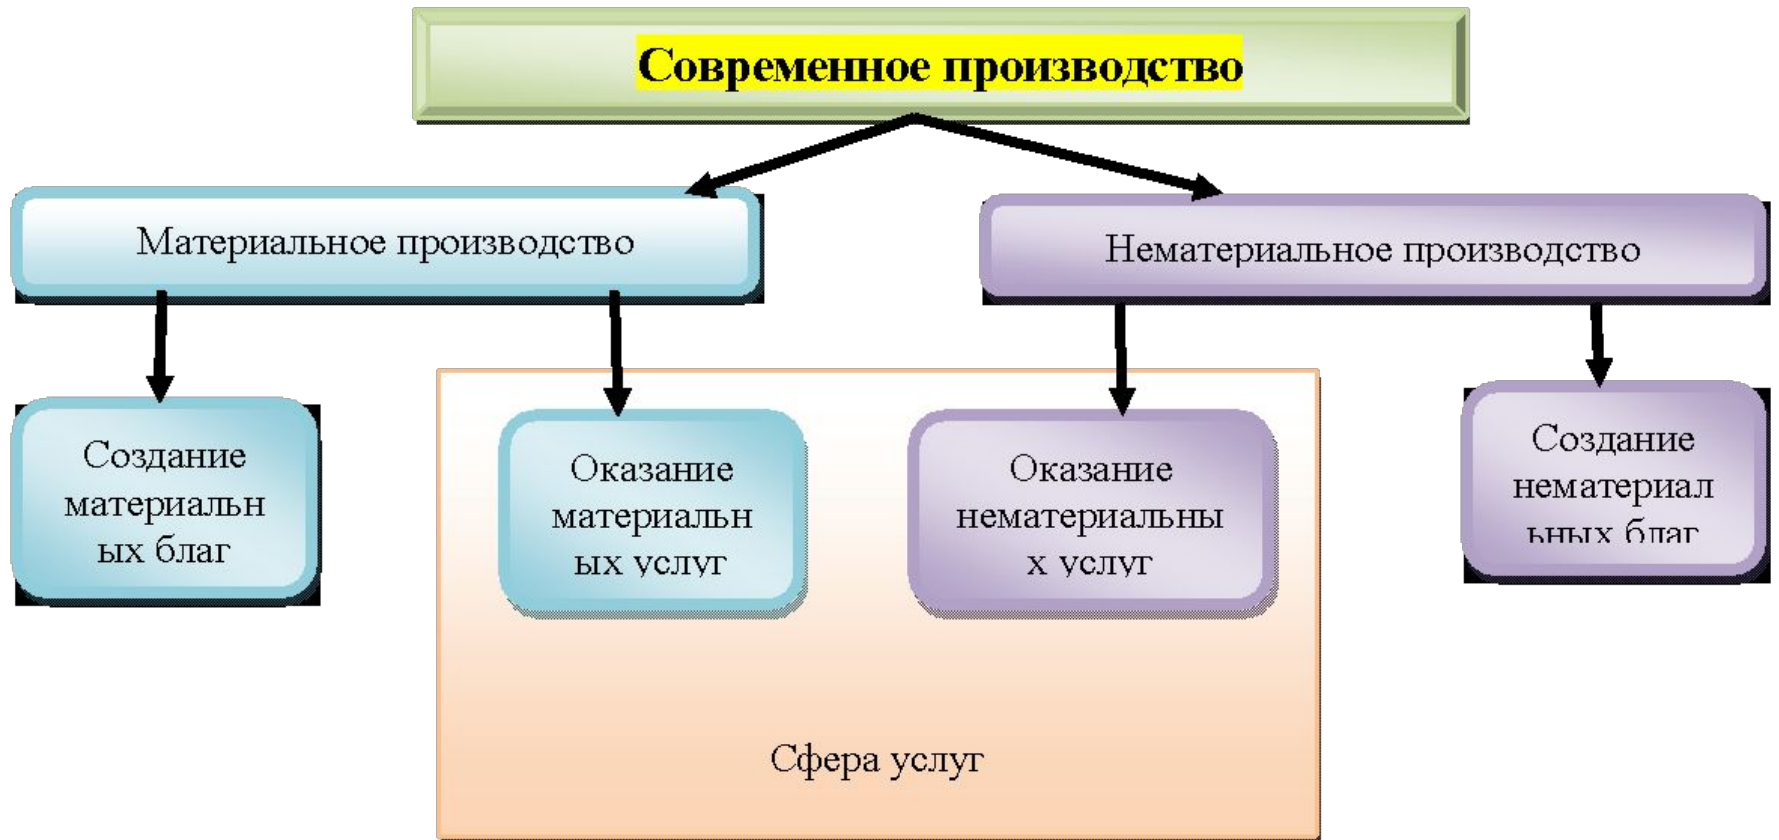 Современное производство
Материальное производство
Нематериальное производство
Создание
материальн
ых благ
Оказание
материальн
ых услуг
Оказание
нематериальны
х услуг
Создание
нематериал
ьных благ
Сфера услуг